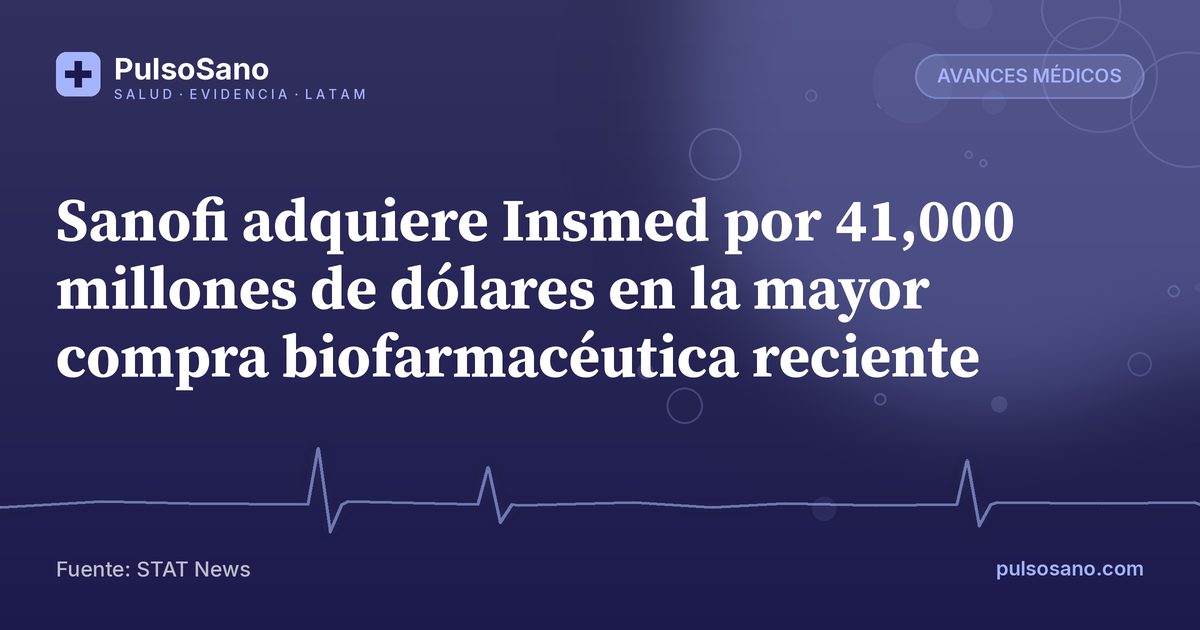 PulsoSano
SALUD · EVIDENCIA · LATAM
AVANCES MÉDICOS
Sanofi adquiere Insmed por 41,000
millones de dólares en la mayor
compra biofarmacéutica reciente
Fuente: STAT News
pulsosano.com